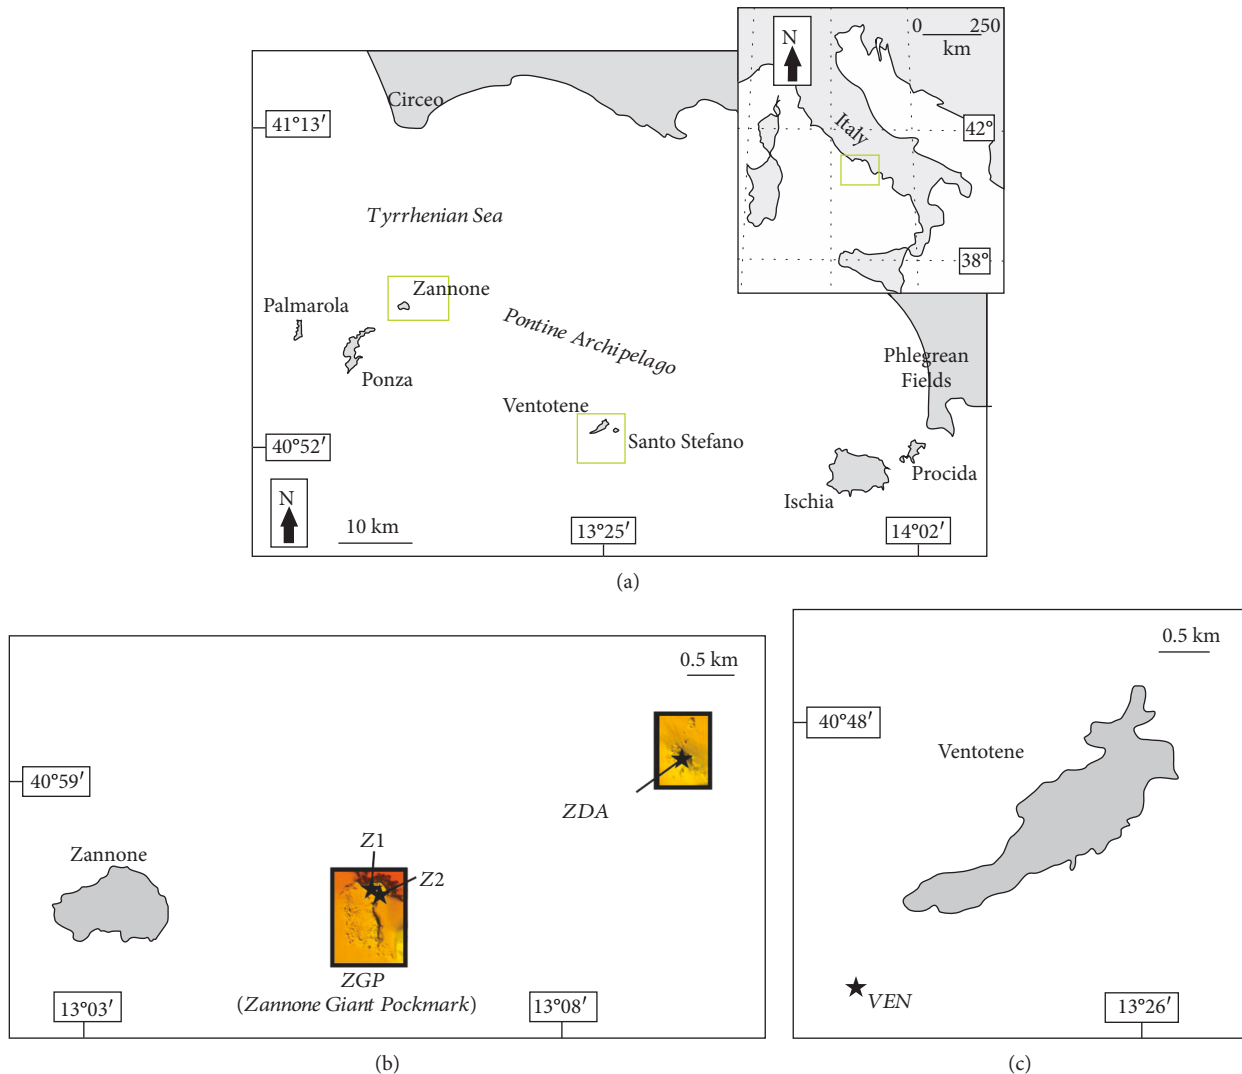 N
0 250
km
Circeo
41°13′
Italy
42°
Tyrrhenian Sea
38°
Zannone
Palmarola
Pontine Archipelago
Phlegrean
Fields
Ponza
Ventotene
Santo Stefano
40°52′
Procida
Ischia
N
10 km
13°25′
14°02′
(a)
0.5 km
40°59′
ZDA
Z1
Zannone
Z2
ZGP
(Zannone Giant Pockmark)
13°03′
13°08′
(b)
0.5 km
40°48′
Ventotene
VEN
13°26′
(c)